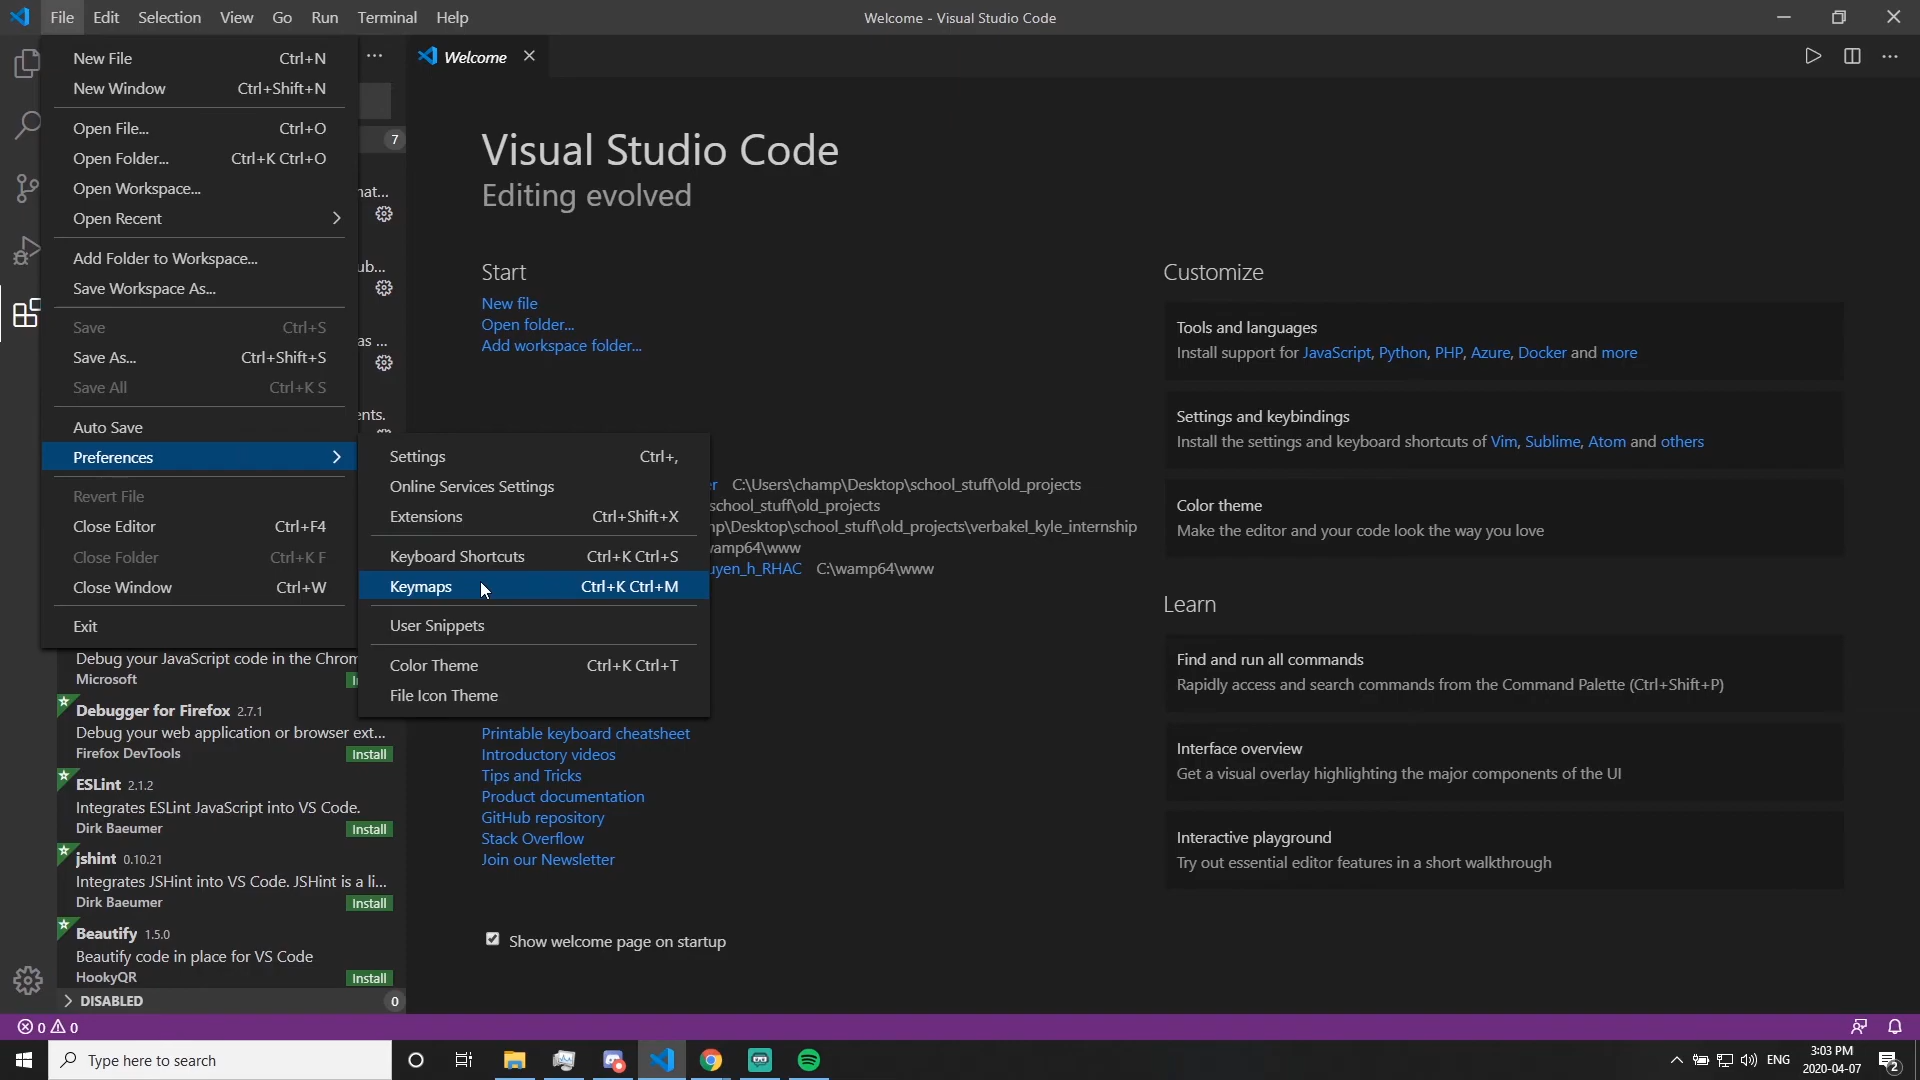 File Edit Selection View Go Run Terminal Help
Welcome - Visual Studio Code
New File Ctrl+N
New Window Ctrl+Shift+N
Open File... Ctrl+O
Open Folder... Ctrl+K Ctrl+O
Open Workspace...
Open Recent
Add Folder to Workspace...
Save Workspace As...
Save Ctrl+S
Save As... Ctrl+Shift+S
Save All Ctrl+K S
Auto Save
Preferences
Revert File
Close Editor Ctrl+F4
Close Folder Ctrl+K F
Close Window Ctrl+W
Exit
Settings Ctrl+,
Online Services Settings
Extensions Ctrl+Shift+X
Keyboard Shortcuts Ctrl+K Ctrl+S
Keymaps Ctrl+K Ctrl+M
User Snippets
Color Theme Ctrl+K Ctrl+T
File Icon Theme
7
Debug your JavaScript code in the Chrom
Microsoft
Debugger for Firefox 2.7.1
Debug your web application or browser ext...
Firefox DevTools Install
ESLint 2.1.2
Integrates ESLint JavaScript into VS Code.
Dirk Baeumer Install
jshint 0.10.21
Integrates JSHint into VS Code. JSHint is a li...
Dirk Baeumer Install
Beautify 1.5.0
Beautify code in place for VS Code
HookyQR Install
DISABLED 0
Welcome
Visual Studio Code
Editing evolved
Start
New file
Open folder...
Add workspace folder...
C:\Users\champ\Desktop\school_stuff\old_projects
school_stuff\old_projects
np\Desktop\school_stuff\old_projects\verbakel_kyle_internship
wamp64\www
uyen_h_RHAC C:\wamp64\www
Printable keyboard cheatsheet
Introductory videos
Tips and Tricks
Product documentation
GitHub repository
Stack Overflow
Join our Newsletter
Show welcome page on startup
Customize
Tools and languages
Install support for JavaScript, Python, PHP, Azure, Docker and more
Settings and keybindings
Install the settings and keyboard shortcuts of Vim, Sublime, Atom and others
Color theme
Make the editor and your code look the way you love
Learn
Find and run all commands
Rapidly access and search commands from the Command Palette (Ctrl+Shift+P)
Interface overview
Get a visual overlay highlighting the major components of the UI
Interactive playground
Try out essential editor features in a short walkthrough
0 0
Type here to search
ENG
3:03 PM
2020-04-07
2